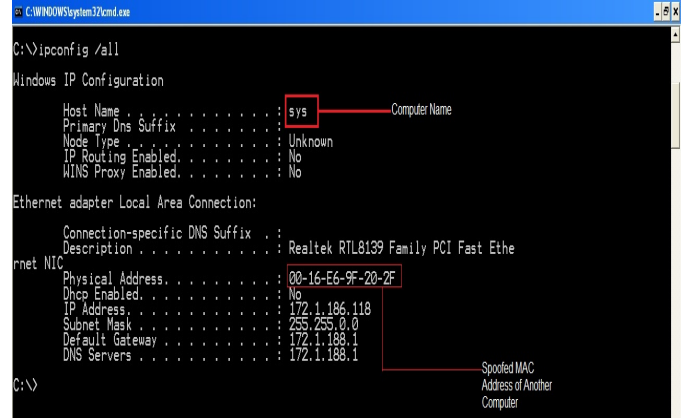 C:\WINDOWS\system32\cmd.exe
C:\>ipconfig /all
Windows IP Configuration
Host Name . . . . . . . . . . . . : sys
Computer Name
Primary Dns Suffix . . . . . . . :
Node Type . . . . . . . . . . . . : Unknown
IP Routing Enabled. . . . . . . . : No
WINS Proxy Enabled. . . . . . . . : No
Ethernet adapter Local Area Connection:
Connection-specific DNS Suffix . :
Description . . . . . . . . . . . : Realtek RTL8139 Family PCI Fast Ethe
rnet NIC
Physical Address. . . . . . . . . : 00-16-E6-9F-20-2F
Dhcp Enabled. . . . . . . . . . . : No
IP Address. . . . . . . . . . . . : 172.1.186.118
Subnet Mask . . . . . . . . . . . : 255.255.0.0
Default Gateway . . . . . . . . . : 172.1.188.1
DNS Servers . . . . . . . . . . . : 172.1.188.1
Spoofed MAC
Address of Another
Computer
C:\>